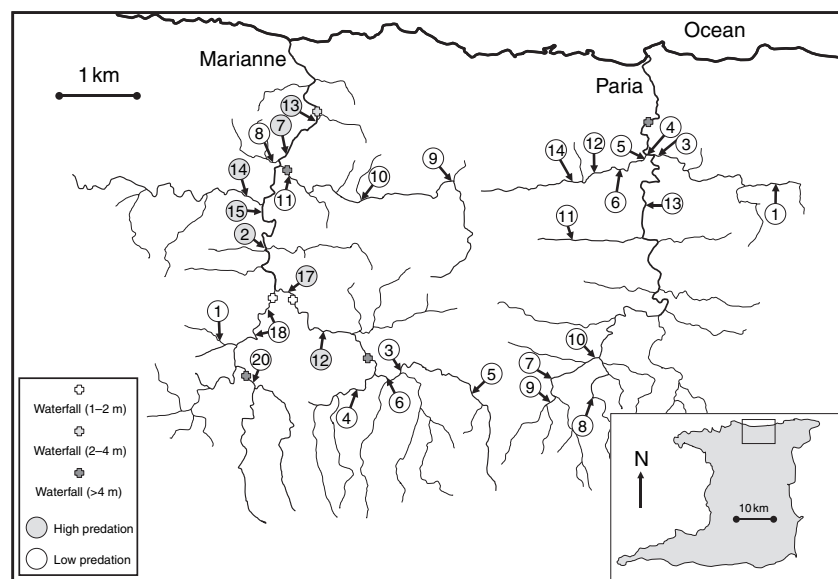 Ocean
Marianne
Paria
1 km
13
7
8
4
3
5
12
14
9
10
14
11
6
1
15
13
2
11
17
1
18
10
3
12
20
7
5
9
4
6
8
Waterfall (1–2 m)
Waterfall (2–4 m)
Waterfall (>4 m)
High predation
Low predation
N
10 km